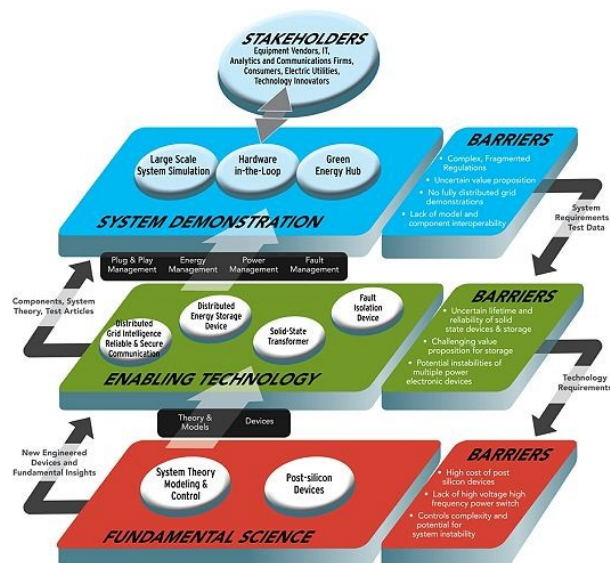 STAKEHOLDERS
Equipment Vendors, IT,
Analytics and Communications Firms,
Consumers, Electric Utilities,
Technology Innovators
Large Scale
System Simulation
Hardware
in-the-Loop
Green
Energy Hub
SYSTEM DEMONSTRATION
BARRIERS
• Complex, Fragmented
Regulations
• Uncertain value proposition
• No fully distributed grid
demonstrations
• Lack of model and
component interoperability
System
Requirements
Test Data
Plug & Play
Management
Energy
Management
Power
Management
Fault
Management
Components, System
Theory, Test Articles
Distributed
Grid Intelligence
Reliable & Secure
Communication
Distributed
Energy Storage
Device
Solid-State
Transformer
Fault
Isolation
Device
ENABLING TECHNOLOGY
BARRIERS
• Uncertain lifetime and
reliability of solid
state devices & storage
• Challenging value
proposition for storage
• Potential instabilities of
multiple power
electronic devices
Technology
Requirements
Theory &
Models
Devices
New Engineered
Devices and
Fundamental Insights
System Theory
Modeling &
Control
Post-silicon
Devices
FUNDAMENTAL SCIENCE
BARRIERS
• High cost of post
silicon devices
• Lack of high voltage high
frequency power switch
• Controls complexity and
potential for
system instability